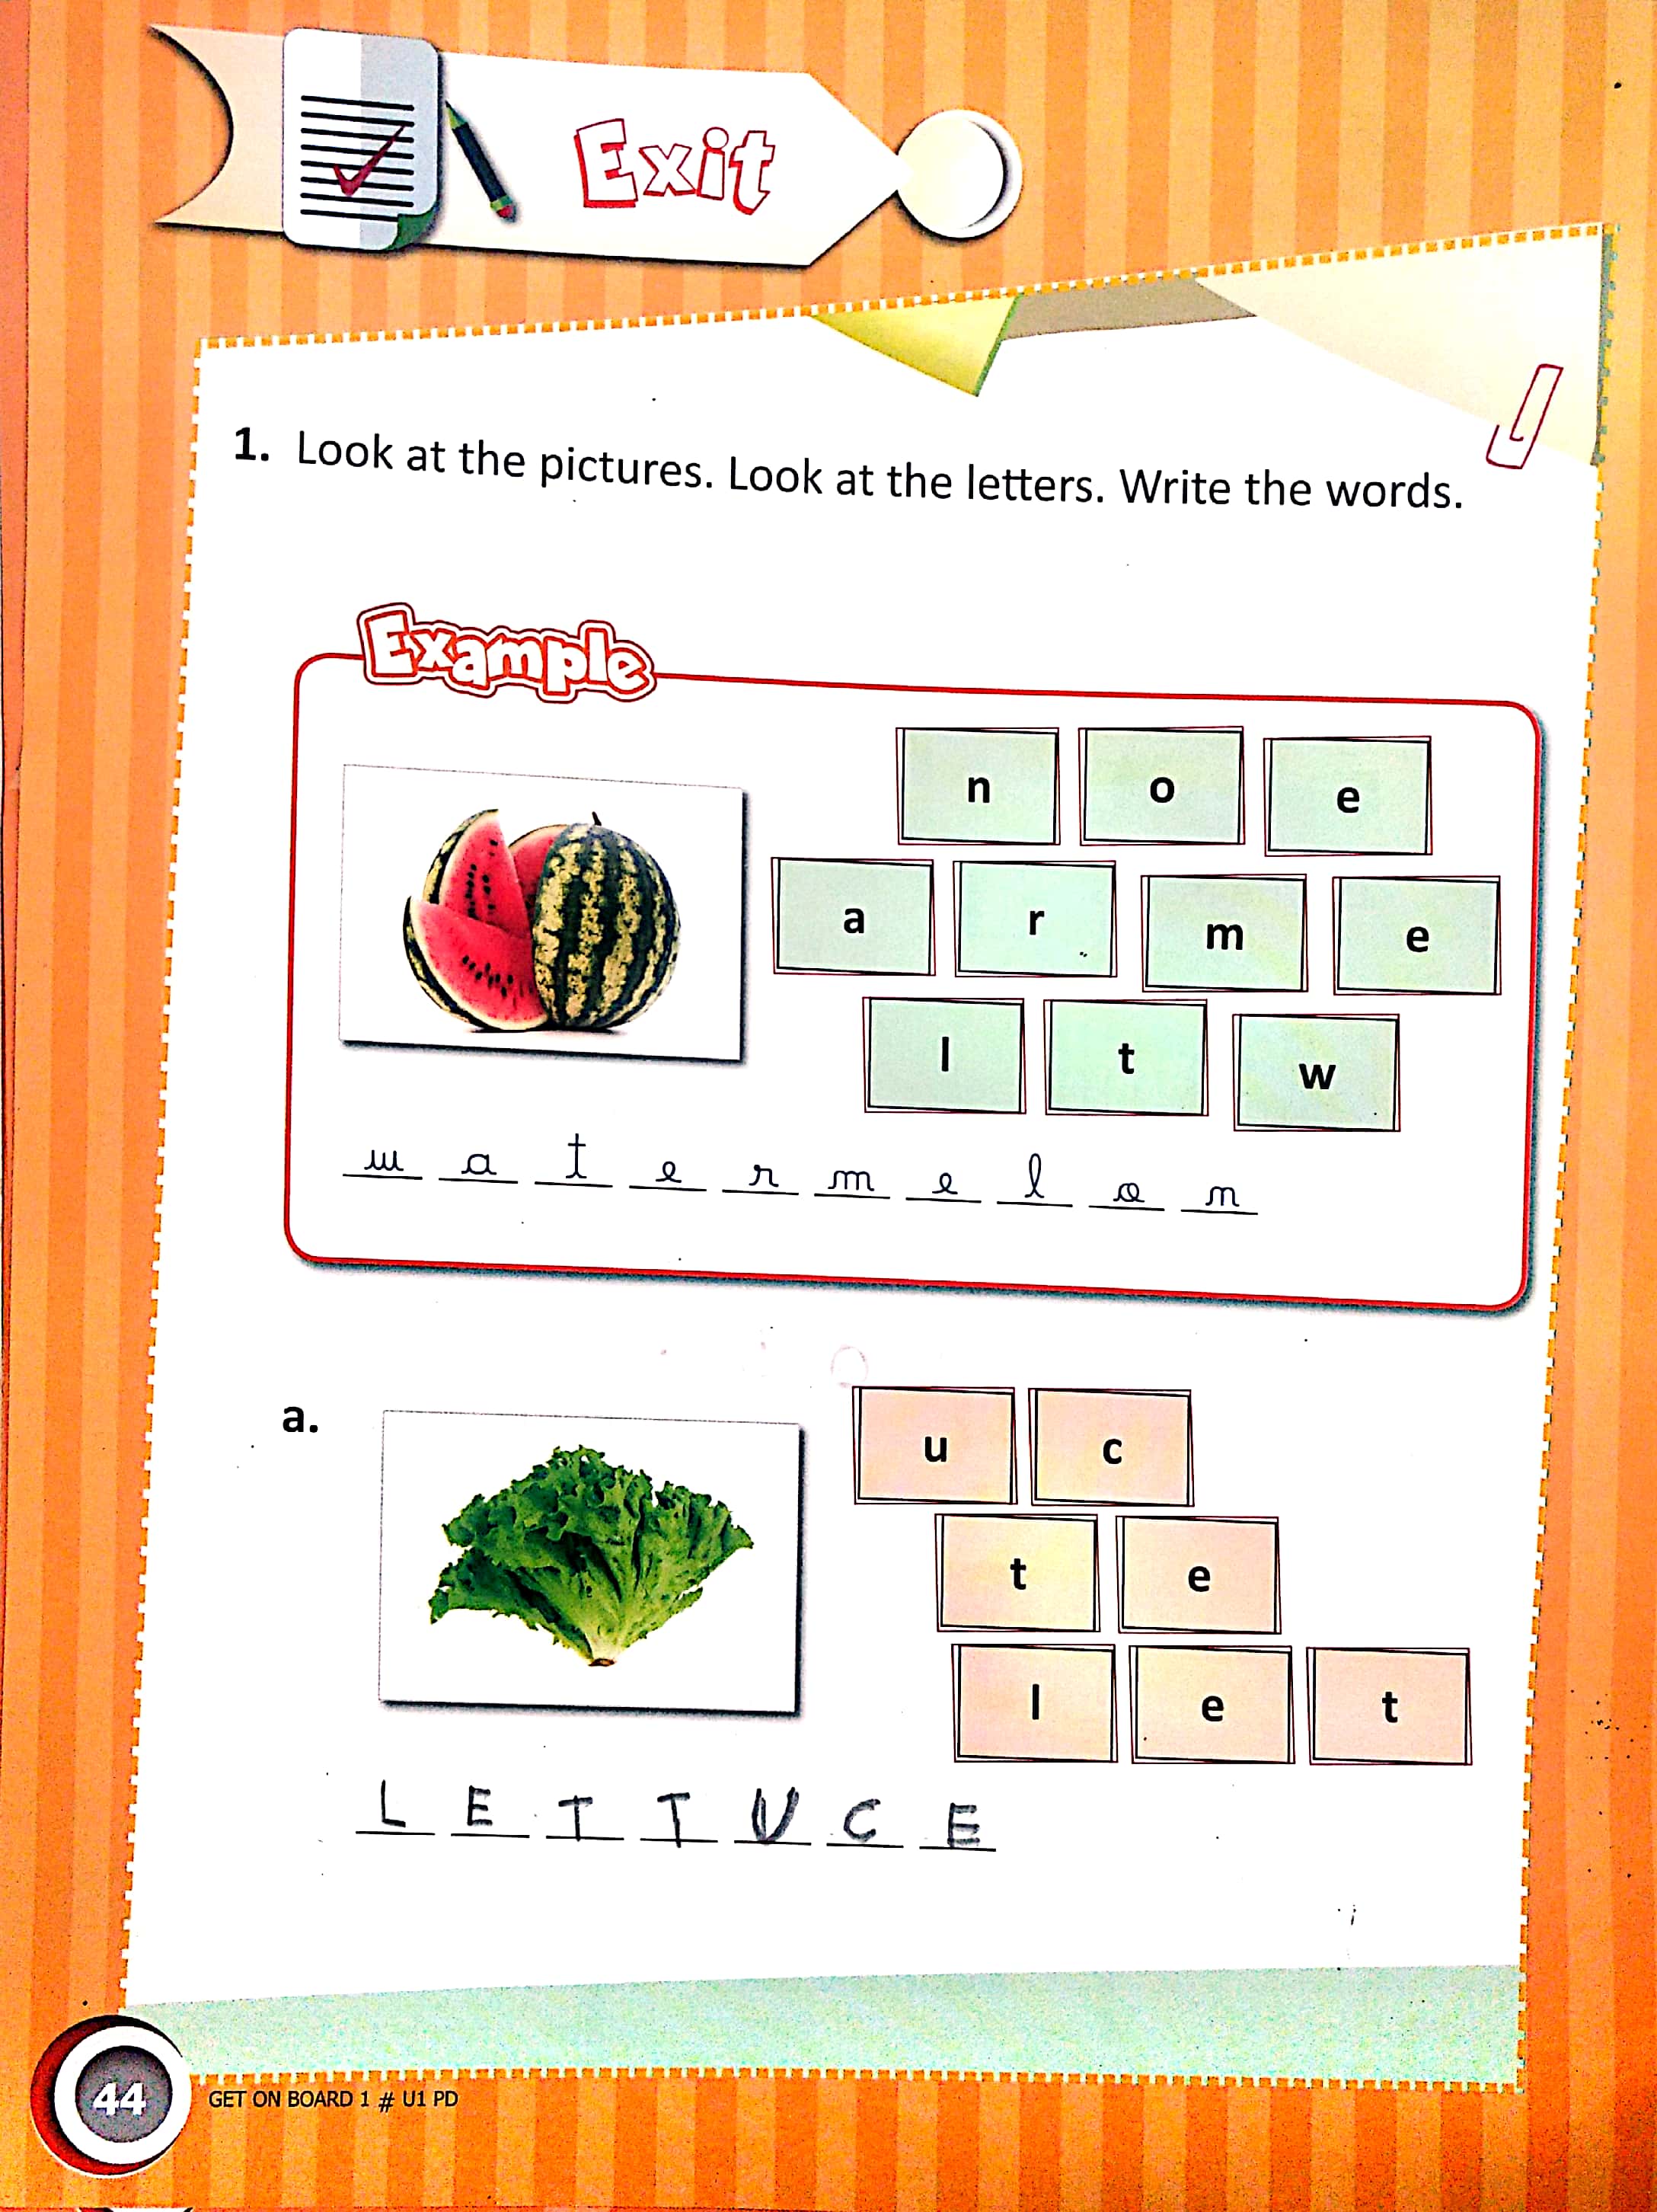 Exit
1. Look at the pictures. Look at the letters. Write the words.
Example
n o e
a r m e
l t w
w a t e r m e l o n
a.
u c
t e
l e t
L E T T U C E
44
GET ON BOARD 1 # U1 PD